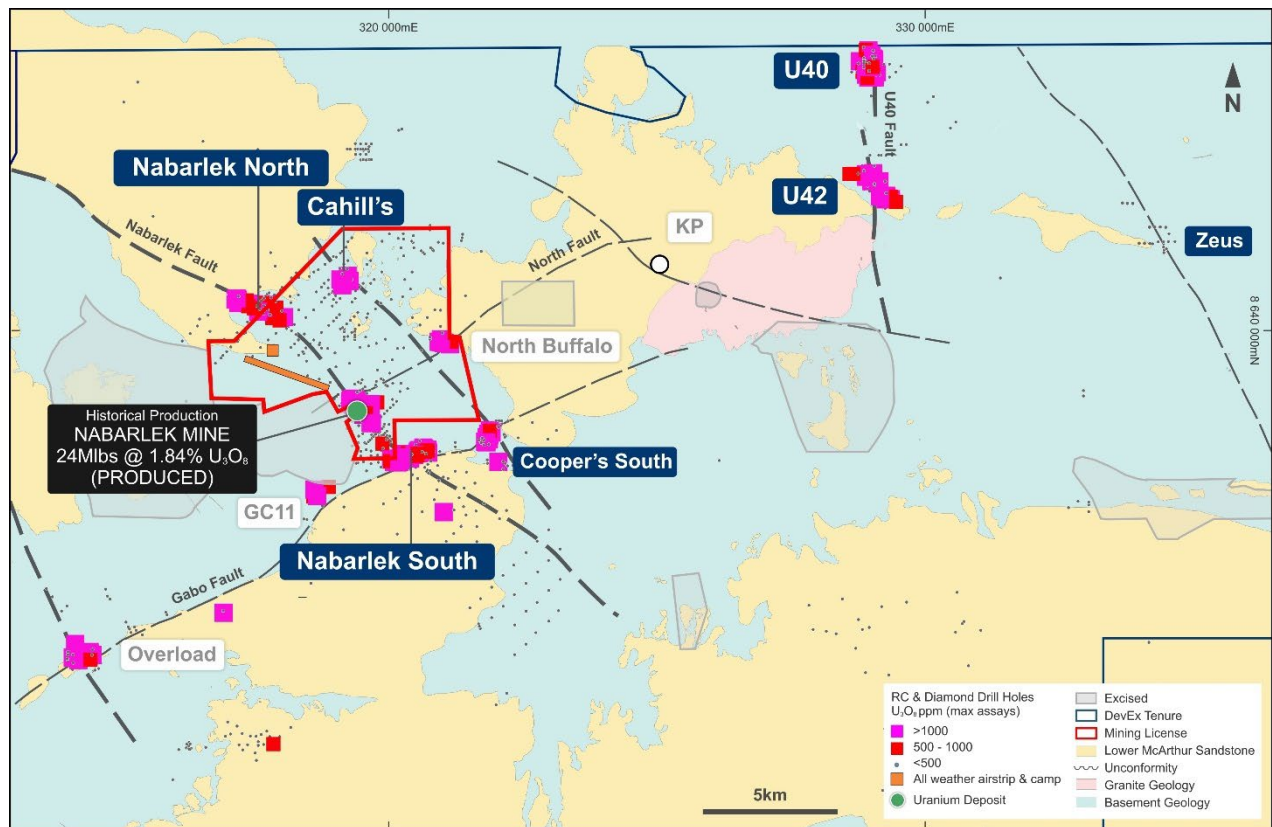 320 000mE
330 000mE
U40
N
U40 Fault
Nabarlek North
Cahill's
U42
Nabarlek Fault
North Fault
KP
Zeus
8 640 000mN
North Buffalo
Historical Production
NABARLEK MINE
24Mlbs @ 1.84% U₃O₈
(PRODUCED)
Cooper's South
GC11
Nabarlek South
Gabo Fault
Overload
5km
RC & Diamond Drill Holes
U₃O₈ ppm (max assays)
>1000
500 - 1000
<500
All weather airstrip & camp
Uranium Deposit
Excised
DevEx Tenure
Mining License
Lower McArthur Sandstone
Unconformity
Granite Geology
Basement Geology